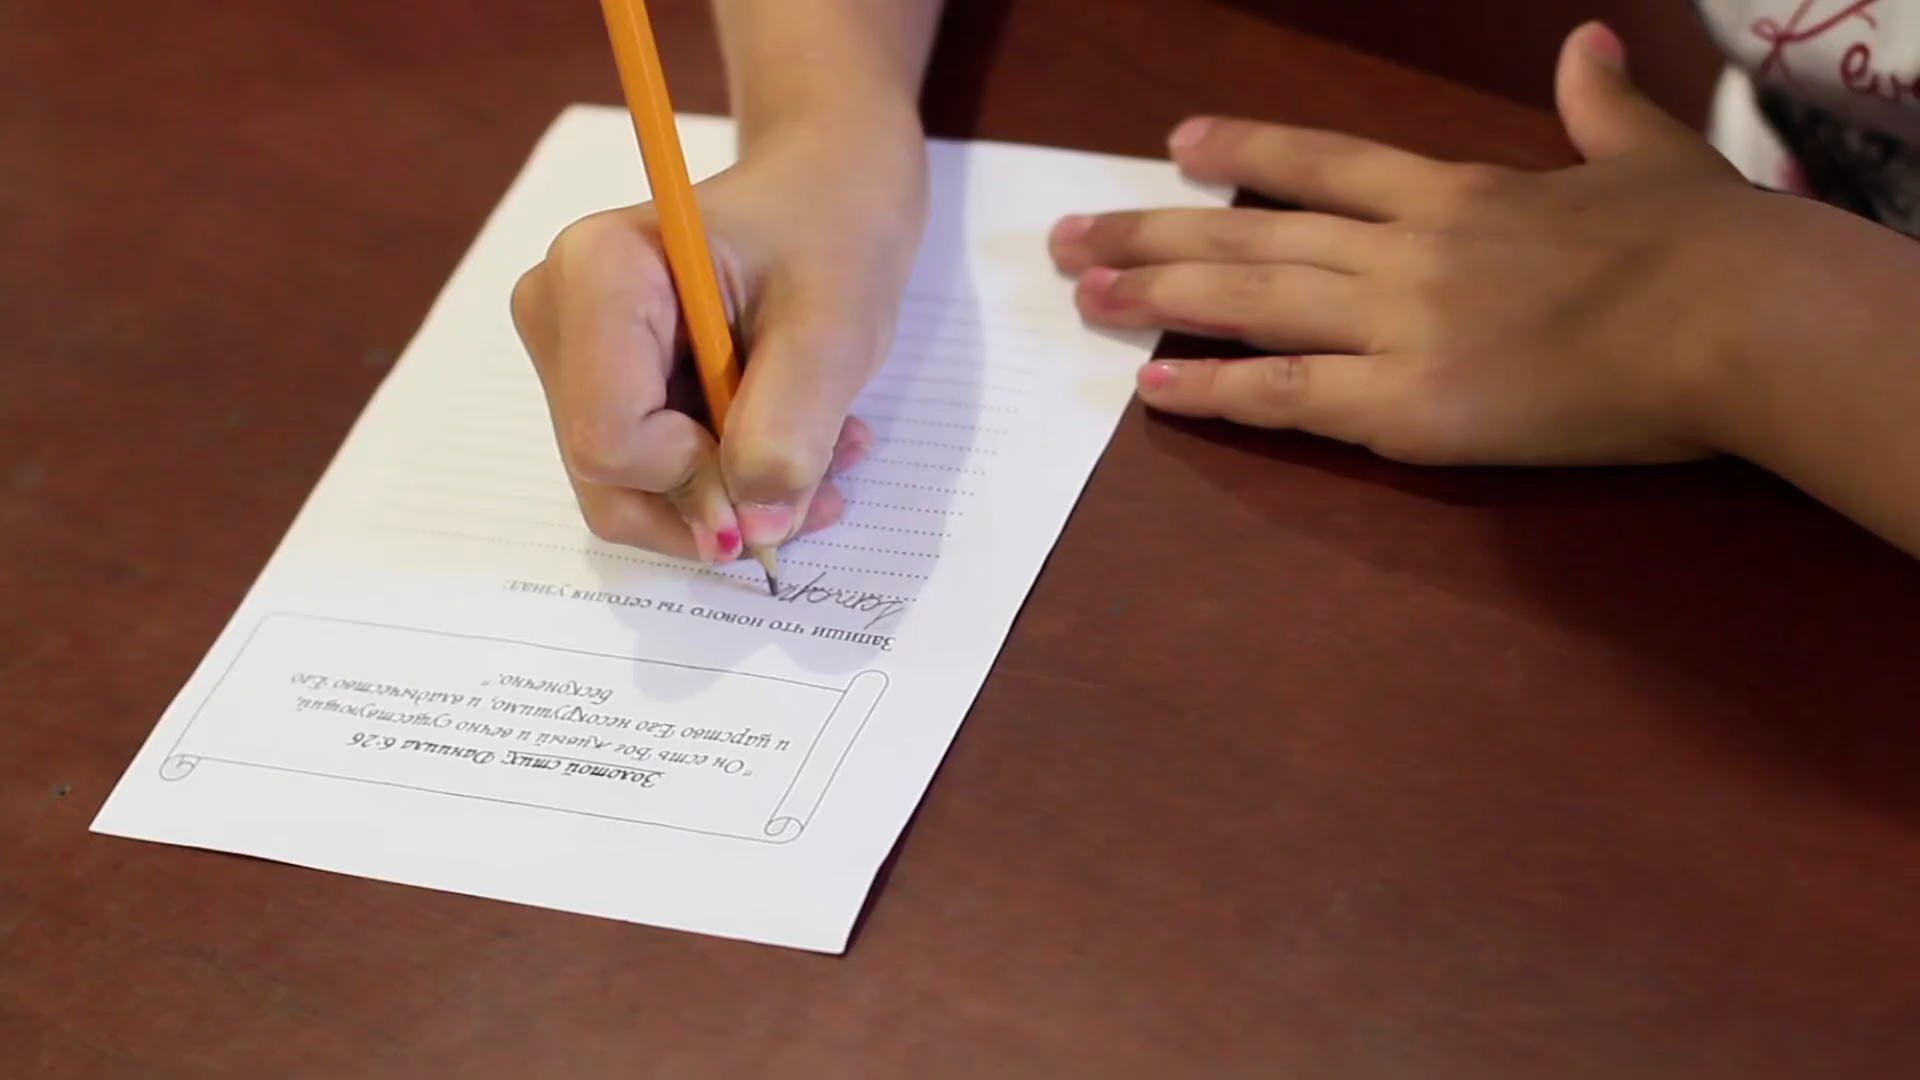 Золотой стих: Даниила 6:26
"Он есть Бог живый и вечно существующий,
и царство Его несокрушимо, и владычество Его
бесконечно."
Запиши что нового ты сегодня узнал: